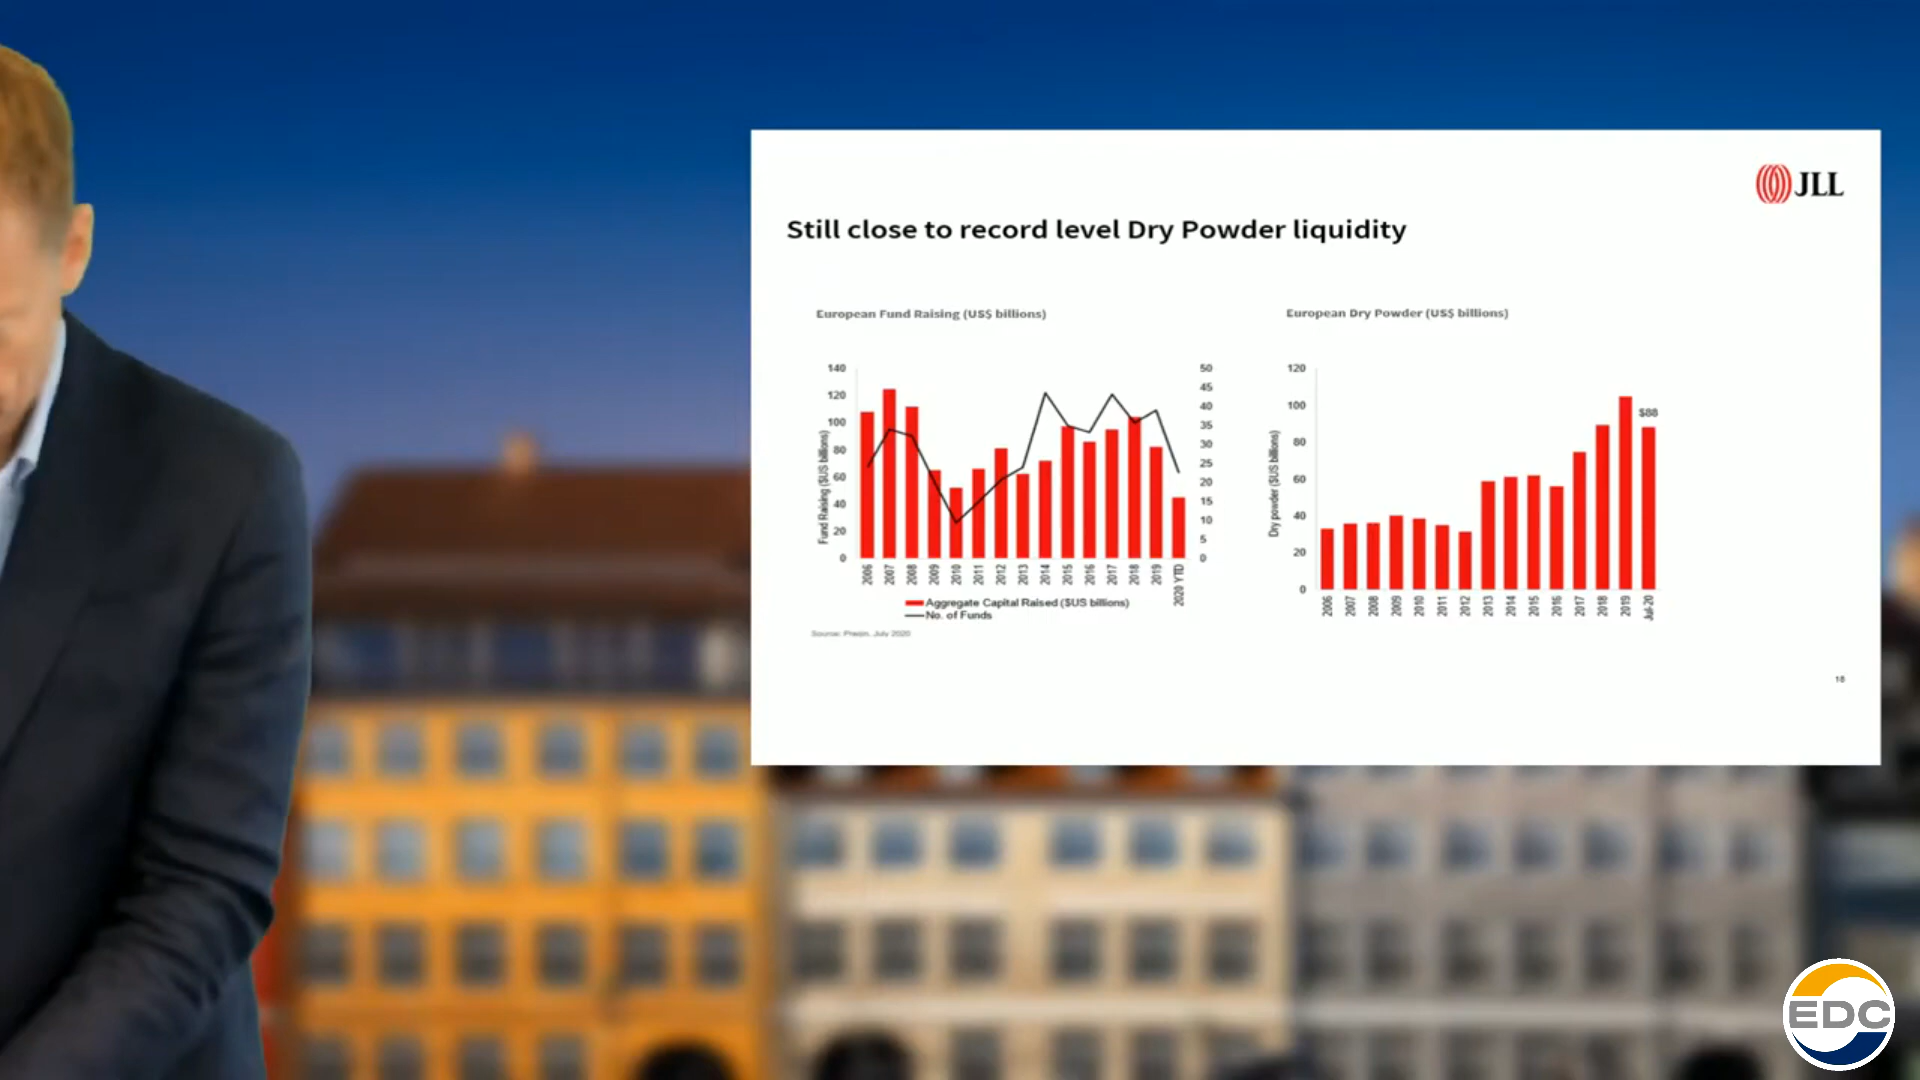 JLL
Still close to record level Dry Powder liquidity
European Fund Raising (US$ billions)
140
120
100
80
60
40
20
0
Fund Raising ($US billions)
50
45
40
35
30
25
20
15
10
5
0
2006 2007 2008 2009 2010 2011 2012 2013 2014 2015 2016 2017 2018 2019 2020 YTD
Aggregate Capital Raised ($US billions)
No. of Funds
Source: Preqin, July 2020
European Dry Powder (US$ billions)
120
100
80
60
40
20
0
Dry powder ($US billions)
$88
2006 2007 2008 2009 2010 2011 2012 2013 2014 2015 2016 2017 2018 2019 Jul-20
EDC